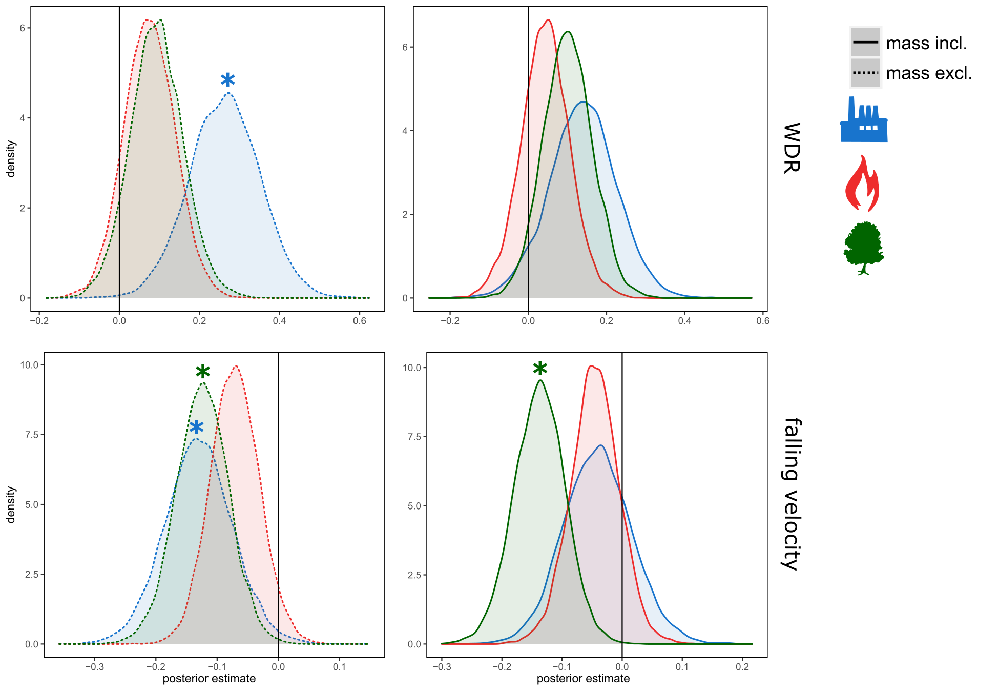 mass incl.
mass excl.
density
6
4
2
0
−0.2 0.0 0.2 0.4 0.6
*
6
4
2
0
−0.2 0.0 0.2 0.4 0.6
WDR
density
10.0
7.5
5.0
2.5
0.0
−0.3 −0.2 −0.1 0.0 0.1
posterior estimate
*
*
10.0
7.5
5.0
2.5
0.0
−0.3 −0.2 −0.1 0.0 0.1 0.2
posterior estimate
*
falling velocity